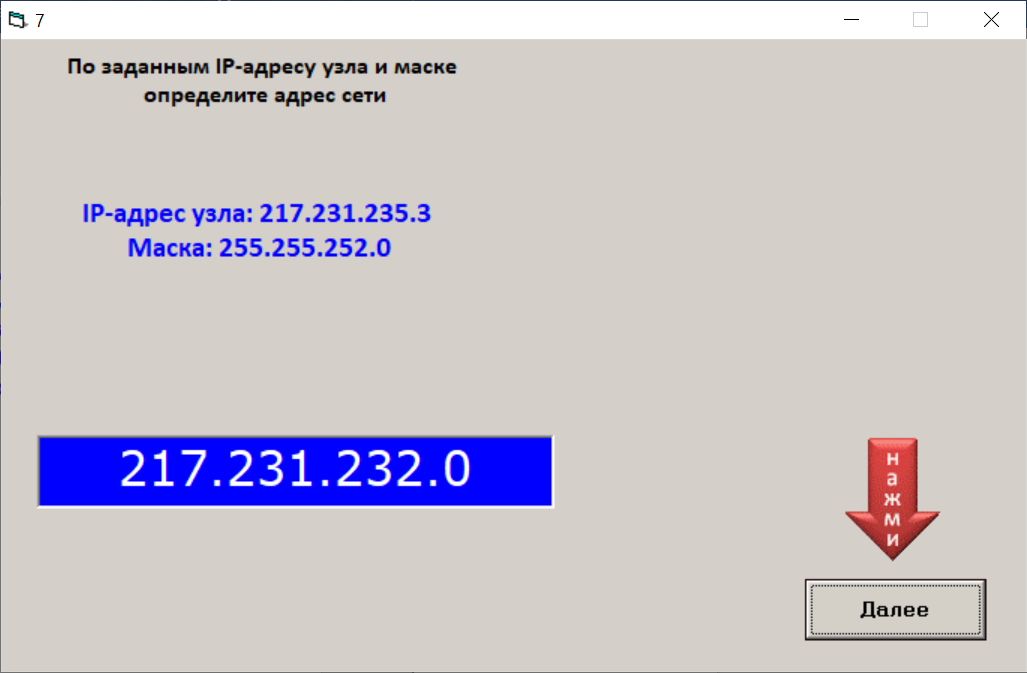 7
По заданным IP-адресу узла и маске
определите адрес сети
IP-адрес узла: 217.231.235.3
Маска: 255.255.252.0
217.231.232.0
нажми
Далее